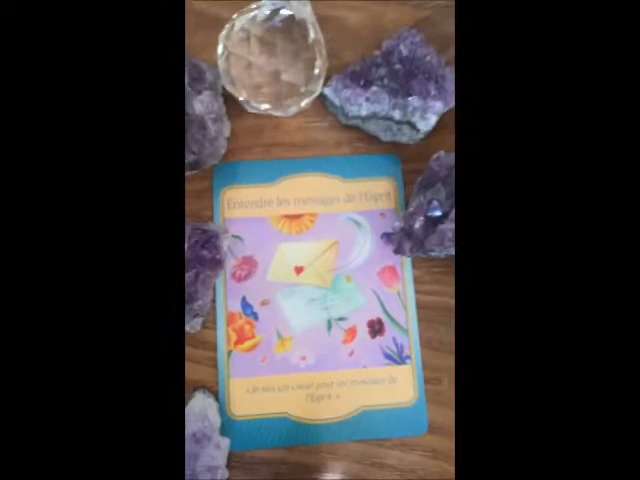 Entendre les messages de l'Esprit
« Je suis un canal pour les messages de
l'Esprit. »